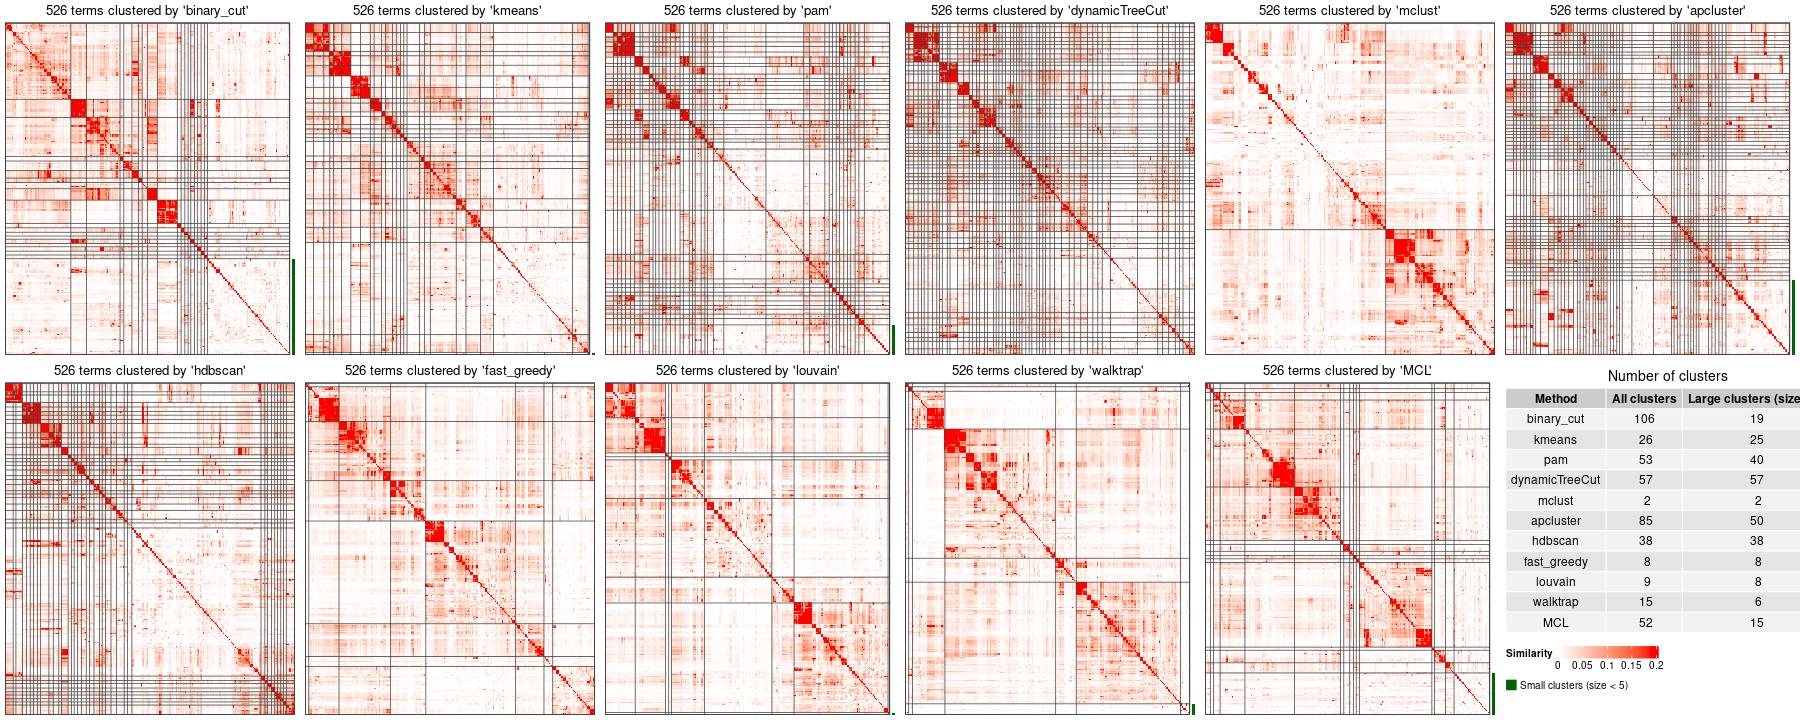 526 terms clustered by 'binary_cut'
526 terms clustered by 'kmeans'
526 terms clustered by 'pam'
526 terms clustered by 'dynamicTreeCut'
526 terms clustered by 'mclust'
526 terms clustered by 'apcluster'
526 terms clustered by 'hdbscan'
526 terms clustered by 'fast_greedy'
526 terms clustered by 'louvain'
526 terms clustered by 'walktrap'
526 terms clustered by 'MCL'
Number of clusters
Method All clusters Large clusters (size
binary_cut 106 19
kmeans 26 25
pam 53 40
dynamicTreeCut 57 57
mclust 2 2
apcluster 85 50
hdbscan 38 38
fast_greedy 8 8
louvain 9 8
walktrap 15 6
MCL 52 15
Similarity
0 0.05 0.1 0.15 0.2
Small clusters (size < 5)